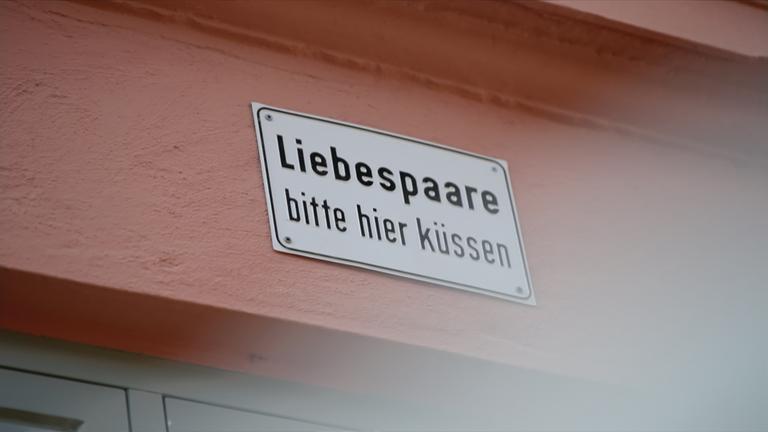 Liebespaare
bitte hier küssen